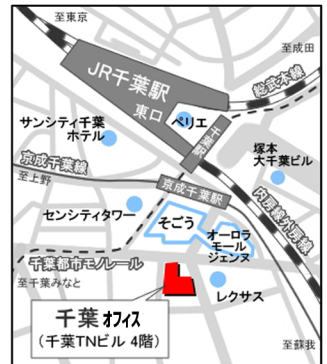 至東京
至成田
JR千葉駅
東口
ペリエ
総武本線
サンシティ千葉
ホテル
千葉駅
塚本
大千葉ビル
京成千葉線
至上野
京成千葉駅
内房線外房線
センシティタワー
そごう
オーロラ
モール
ジュンヌ
千葉都市モノレール
至千葉みなと
レクサス
千葉オフィス
(千葉TNビル 4階)
至蘇我